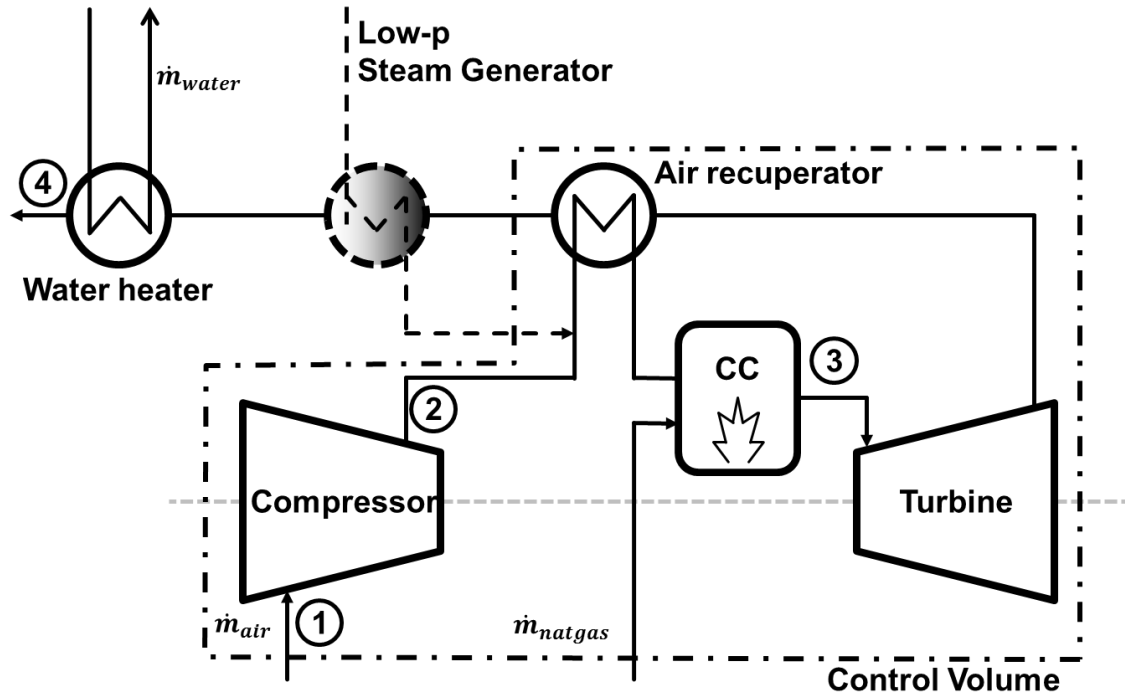 Low-p
Steam Generator
ṁwater
4
Air recuperator
Water heater
CC
3
2
Compressor
Turbine
ṁair
1
ṁnatgas
Control Volume